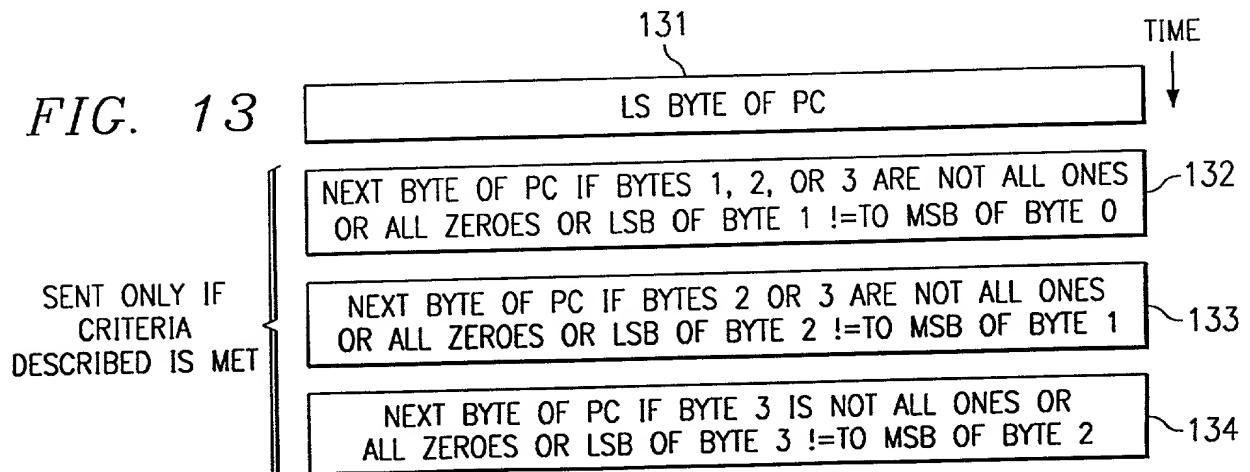 131
TIME
FIG. 13
LS BYTE OF PC
NEXT BYTE OF PC IF BYTES 1, 2, OR 3 ARE NOT ALL ONES
OR ALL ZEROES OR LSB OF BYTE 1 !=TO MSB OF BYTE 0
132
SENT ONLY IF
CRITERIA
DESCRIBED IS MET
NEXT BYTE OF PC IF BYTES 2 OR 3 ARE NOT ALL ONES
OR ALL ZEROES OR LSB OF BYTE 2 !=TO MSB OF BYTE 1
133
NEXT BYTE OF PC IF BYTE 3 IS NOT ALL ONES OR
ALL ZEROES OR LSB OF BYTE 3 !=TO MSB OF BYTE 2
134